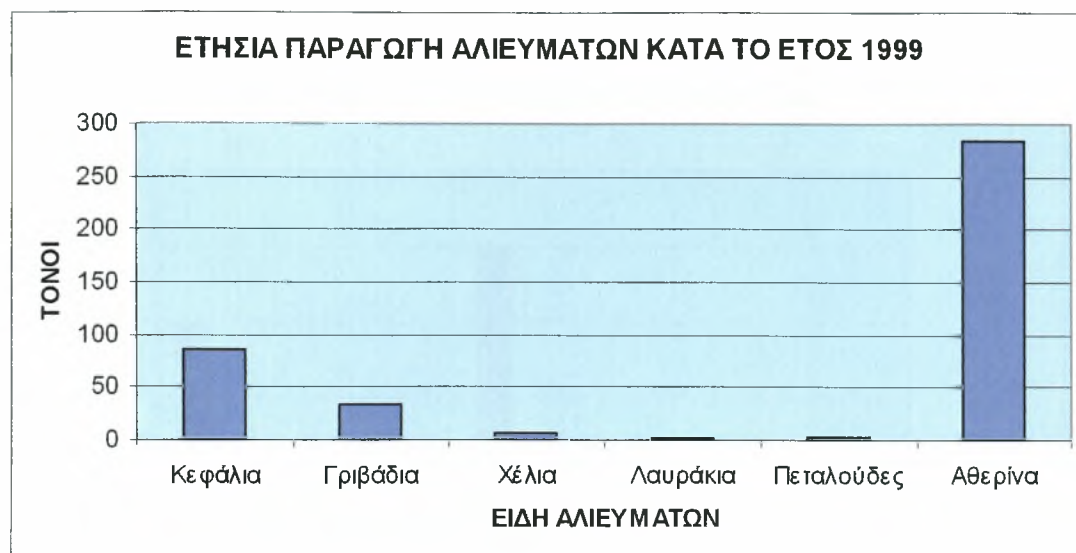 ΕΤΗΣΙΑ ΠΑΡΑΓΩΓΗ ΑΛΙΕΥΜΑΤΩΝ ΚΑΤΑ ΤΟ ΕΤΟΣ 1999
ΤΟΝΟΙ
300
250
200
150
100
50
0
Κεφάλια Γριβάδια Χέλια Λαυράκια Πεταλούδες Αθερίνα
ΕΙΔΗ ΑΛΙΕΥΜΑΤΩΝ